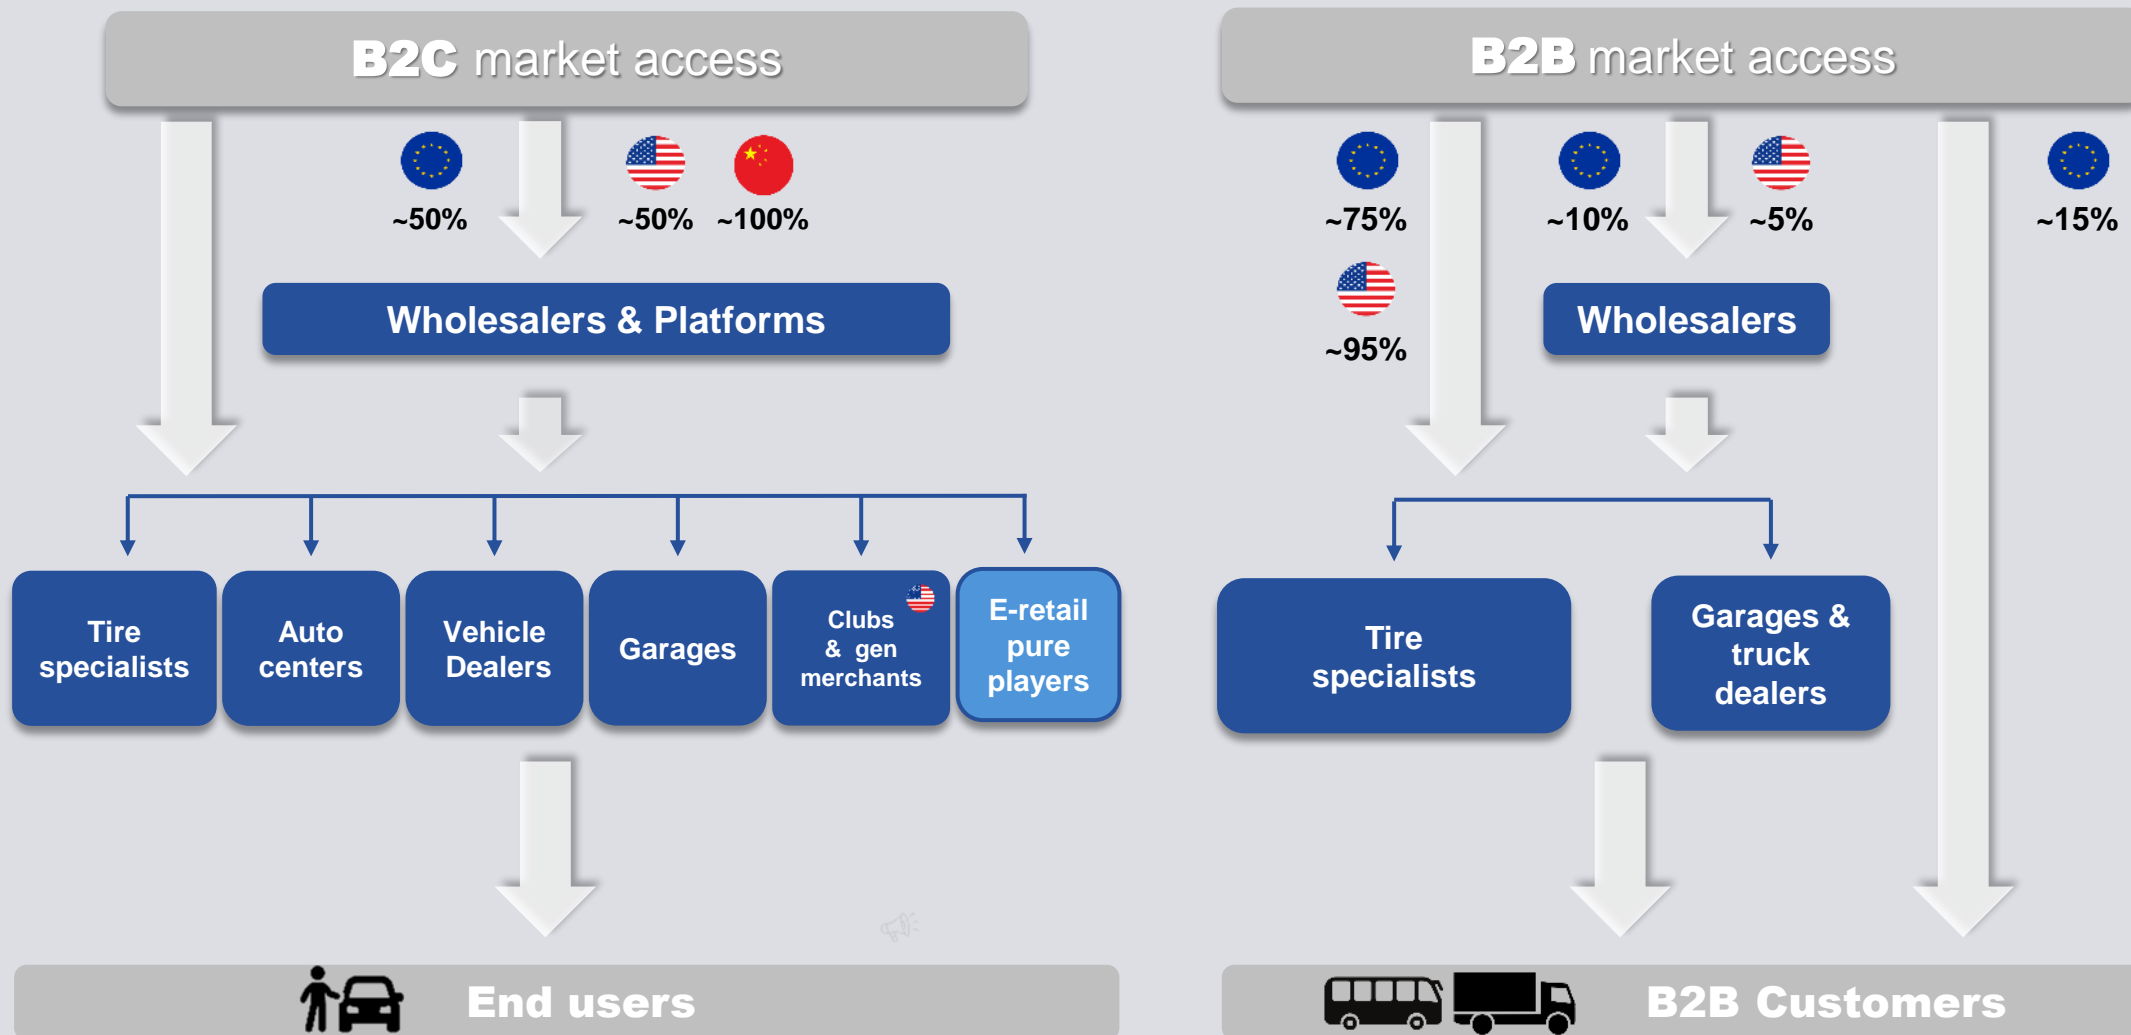 B2C market access
~50%
~50%
~100%
Wholesalers & Platforms
Tire
specialists
Auto
centers
Vehicle
Dealers
Garages
Clubs
& gen
merchants
E-retail
pure
players
End users
B2B market access
~75%
~10%
~5%
~15%
~95%
Wholesalers
Tire
specialists
Garages &
truck
dealers
B2B Customers